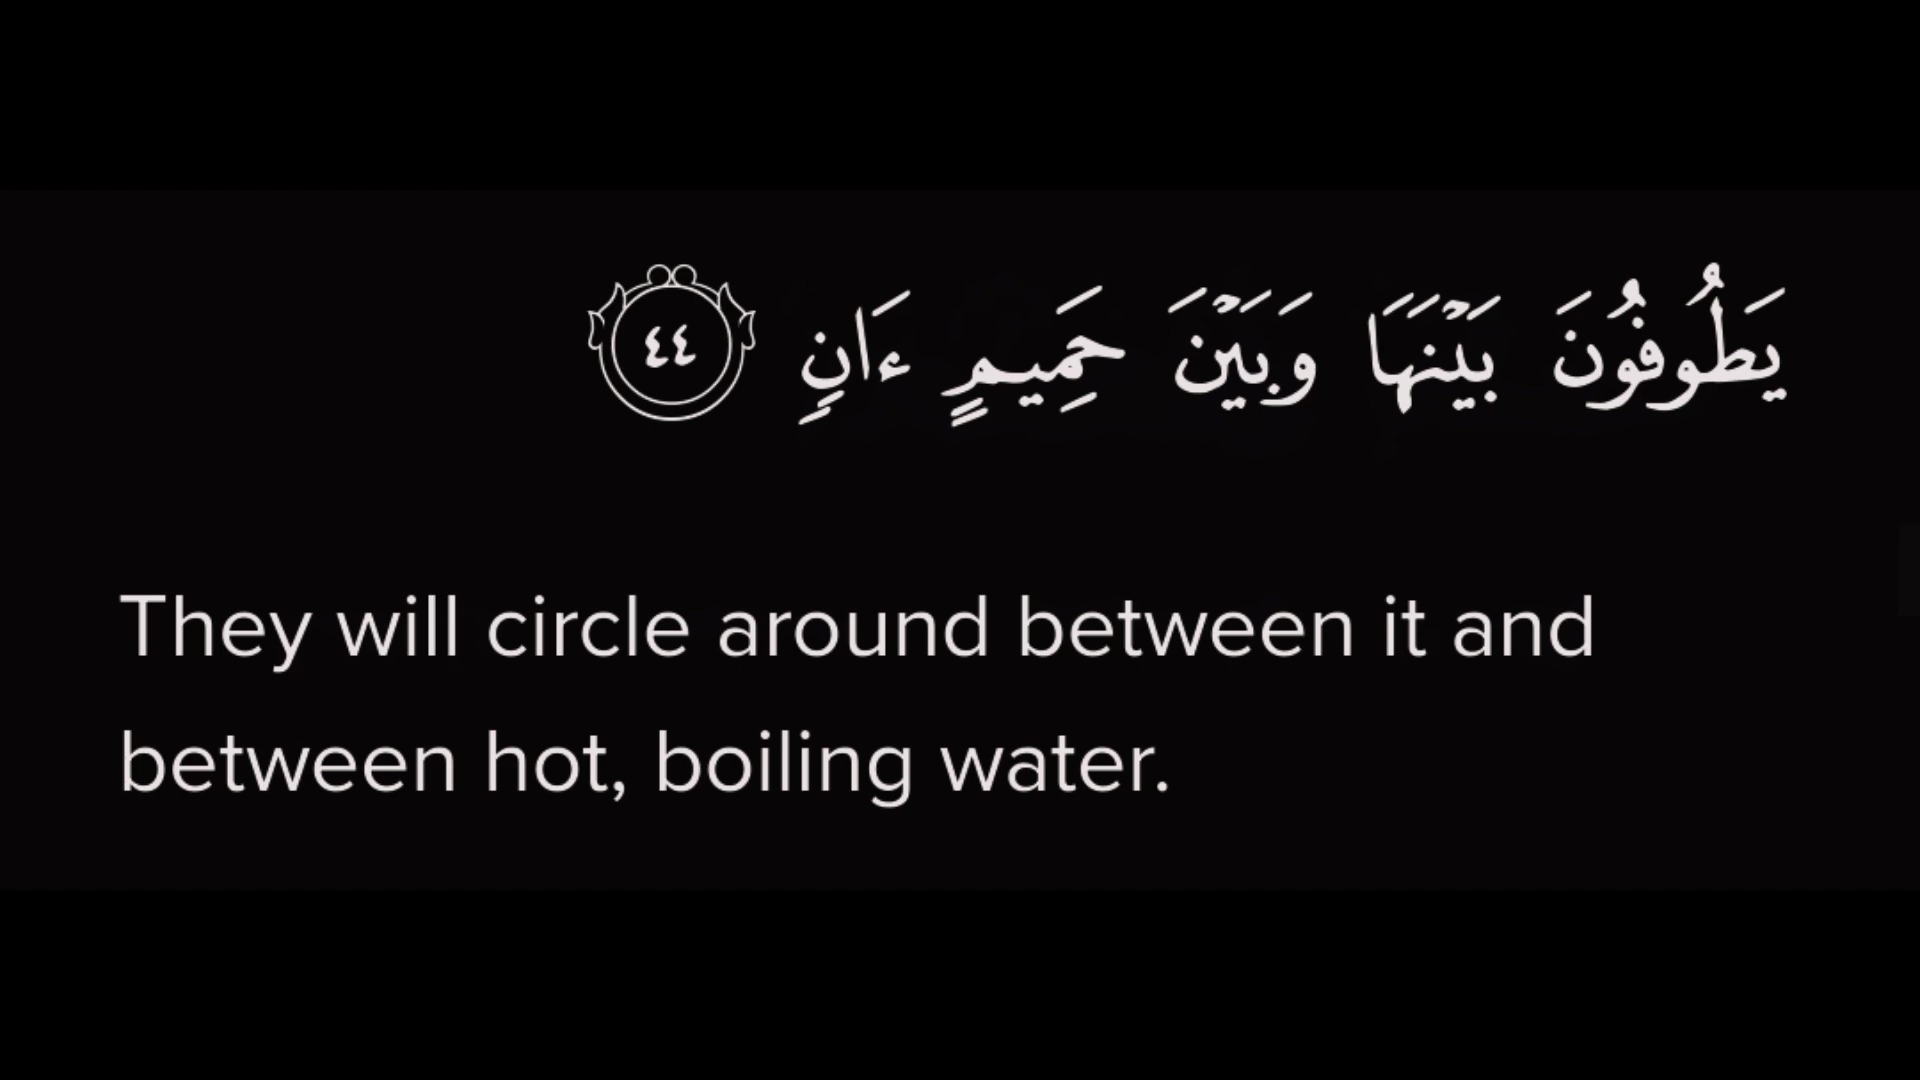 يَطُوفُونَ بَيْنَهَا وَبَيْنَ حَمِيمٍ ءَانٍ ٤٤
They will circle around between it and
between hot, boiling water.